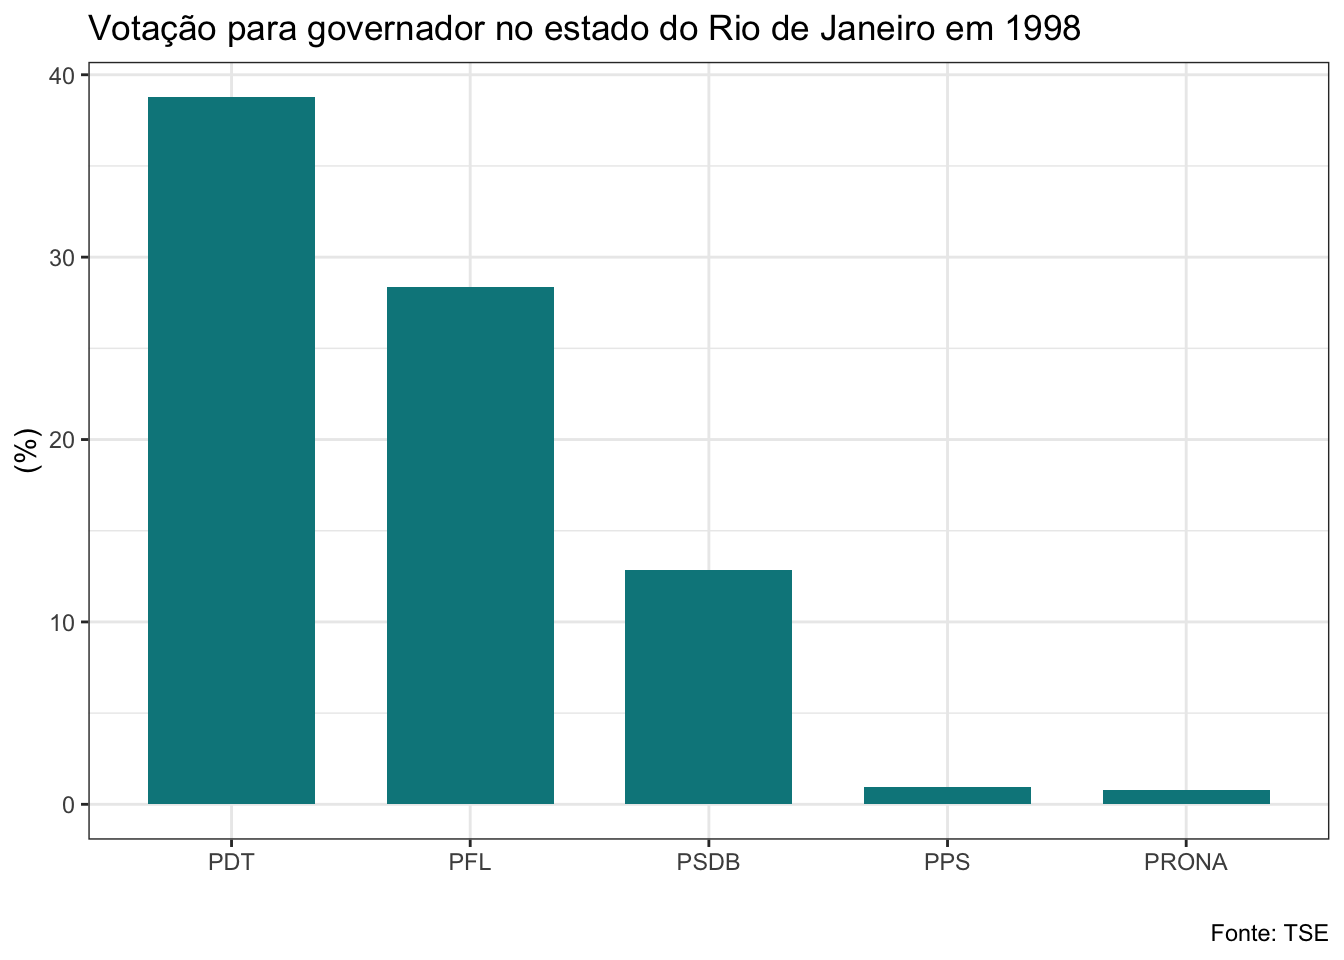 Votação para governador no estado do Rio de Janeiro em 1998
40
30
20
10
0
(%)
PDT PFL PSDB PPS PRONA
Fonte: TSE